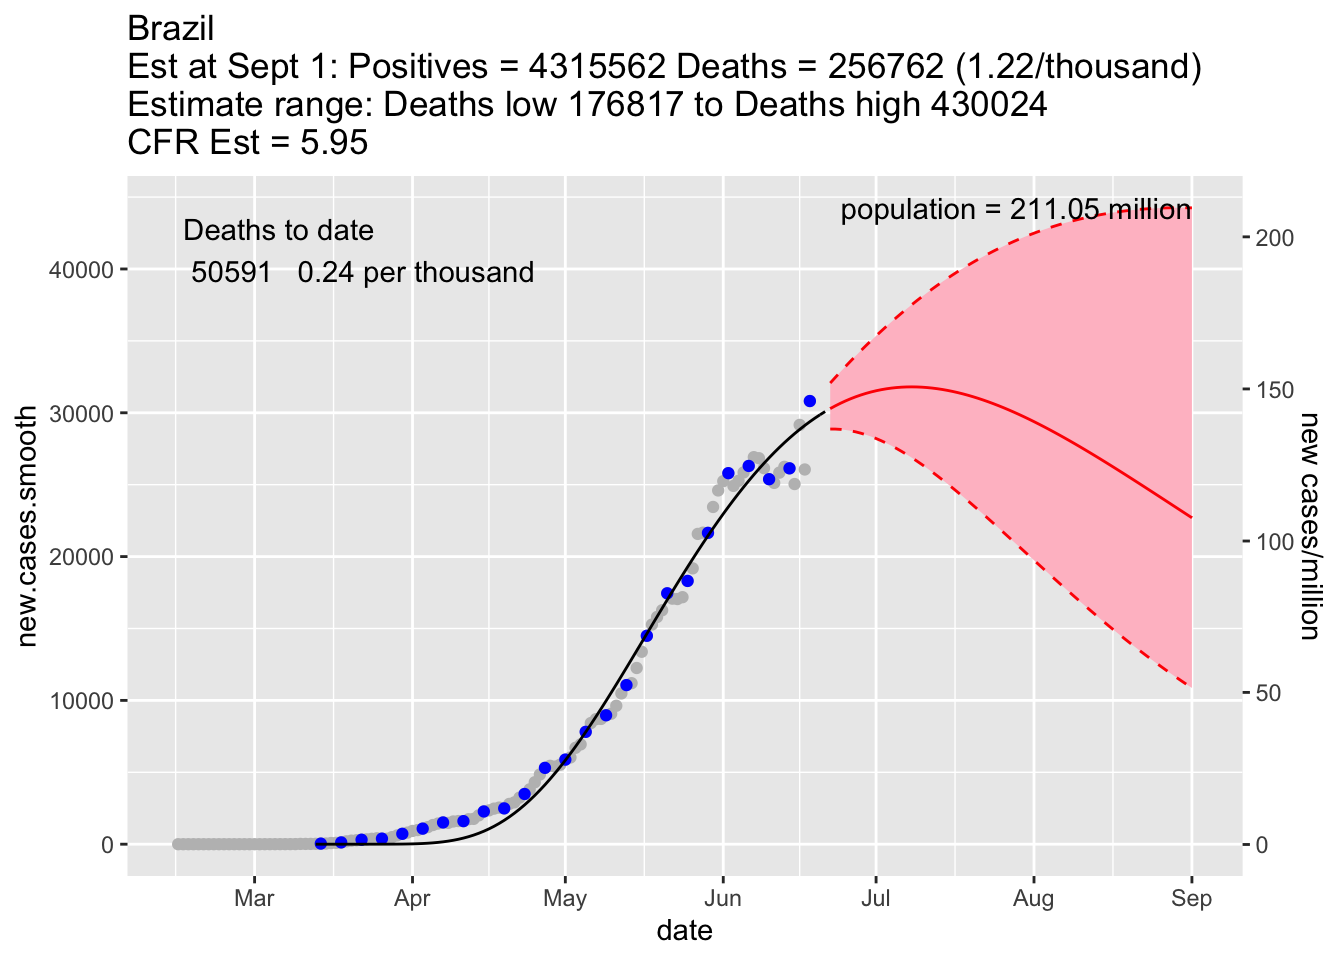 Brazil
Est at Sept 1: Positives = 4315562 Deaths = 256762 (1.22/thousand)
Estimate range: Deaths low 176817 to Deaths high 430024
CFR Est = 5.95
Deaths to date
50591 0.24 per thousand
population = 211.05 million
new.cases.smooth
40000
30000
20000
10000
0
200
150
100
50
0
new cases/million
Mar Apr May Jun Jul Aug Sep
date